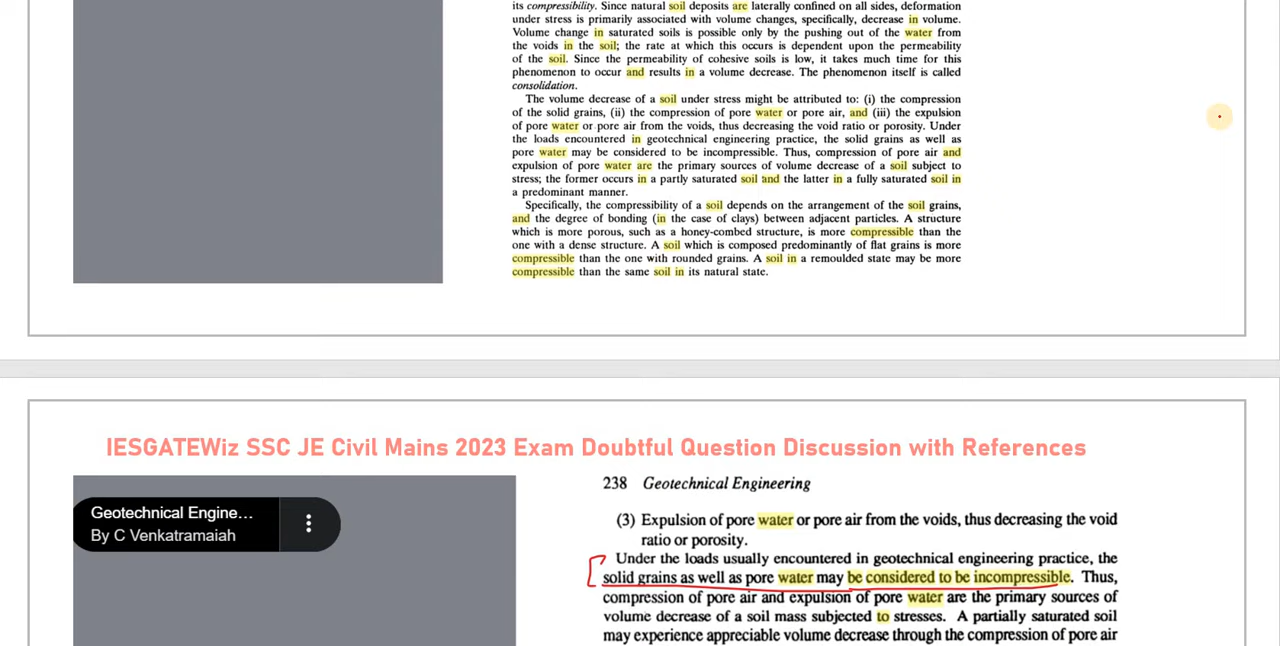 its compressibility. Since natural soil deposits are laterally confined on all sides, deformation
under stress is primarily associated with volume changes, specifically, decrease in volume.
Volume change in saturated soils is possible only by the pushing out of the water from
the voids in the soil; the rate at which this occurs is dependent upon the permeability
of the soil. Since the permeability of cohesive soils is low, it takes much time for this
phenomenon to occur and results in a volume decrease. The phenomenon itself is called
consolidation.
The volume decrease of a soil under stress might be attributed to: (i) the compression
of the solid grains, (ii) the compression of pore water or pore air, and (iii) the expulsion
of pore water or pore air from the voids, thus decreasing the void ratio or porosity. Under
the loads encountered in geotechnical engineering practice, the solid grains as well as
pore water may be considered to be incompressible. Thus, compression of pore air and
expulsion of pore water are the primary sources of volume decrease of a soil subject to
stress; the former occurs in a partly saturated soil and the latter in a fully saturated soil in
a predominant manner.
Specifically, the compressibility of a soil depends on the arrangement of the soil grains,
and the degree of bonding (in the case of clays) between adjacent particles. A structure
which is more porous, such as a honey-combed structure, is more compressible than the
one with a dense structure. A soil which is composed predominantly of flat grains is more
compressible than the one with rounded grains. A soil in a remoulded state may be more
compressible than the same soil in its natural state.
IESGATEWiz SSC JE Civil Mains 2023 Exam Doubtful Question Discussion with References
Geotechnical Engine...
By C Venkatramaiah
238 Geotechnical Engineering
(3) Expulsion of pore water or pore air from the voids, thus decreasing the void
ratio or porosity.
Under the loads usually encountered in geotechnical engineering practice, the
solid grains as well as pore water may be considered to be incompressible. Thus,
compression of pore air and expulsion of pore water are the primary sources of
volume decrease of a soil mass subjected to stresses. A partially saturated soil
may experience appreciable volume decrease through the compression of pore air